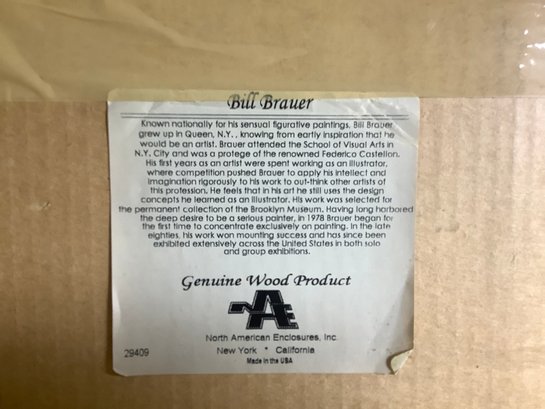 Bill Brauer
Known nationally for his sensual figurative paintings, Bill Brauer
grew up in Queen, N.Y., knowing from eartly inspiration that he
would be an artist. Brauer attended the School of Visual Arts in
N.Y. City and was a protege of the renowned Federico Castellon.
His first years as an artist were spent working as an illustrator,
where competition pushed Brauer to apply his intellect and
imagination rigorously to his work to out-think other artists of
this profession. He feels that in his art he still uses the design
concepts he learned as an illustrator. His work was selected for
the permanent collection of the Brooklyn Museum. Having long harbored
the deep desire to be a serious painter, in 1978 Brauer began for
the first time to concentrate exclusively on painting. In the late
eighties, his work won mounting success and has since been
exhibited extensively across the United States in both solo
and group exhibitions.
Genuine Wood Product
NAE
North American Enclosures, Inc.
New York * California
29409
Made in the USA